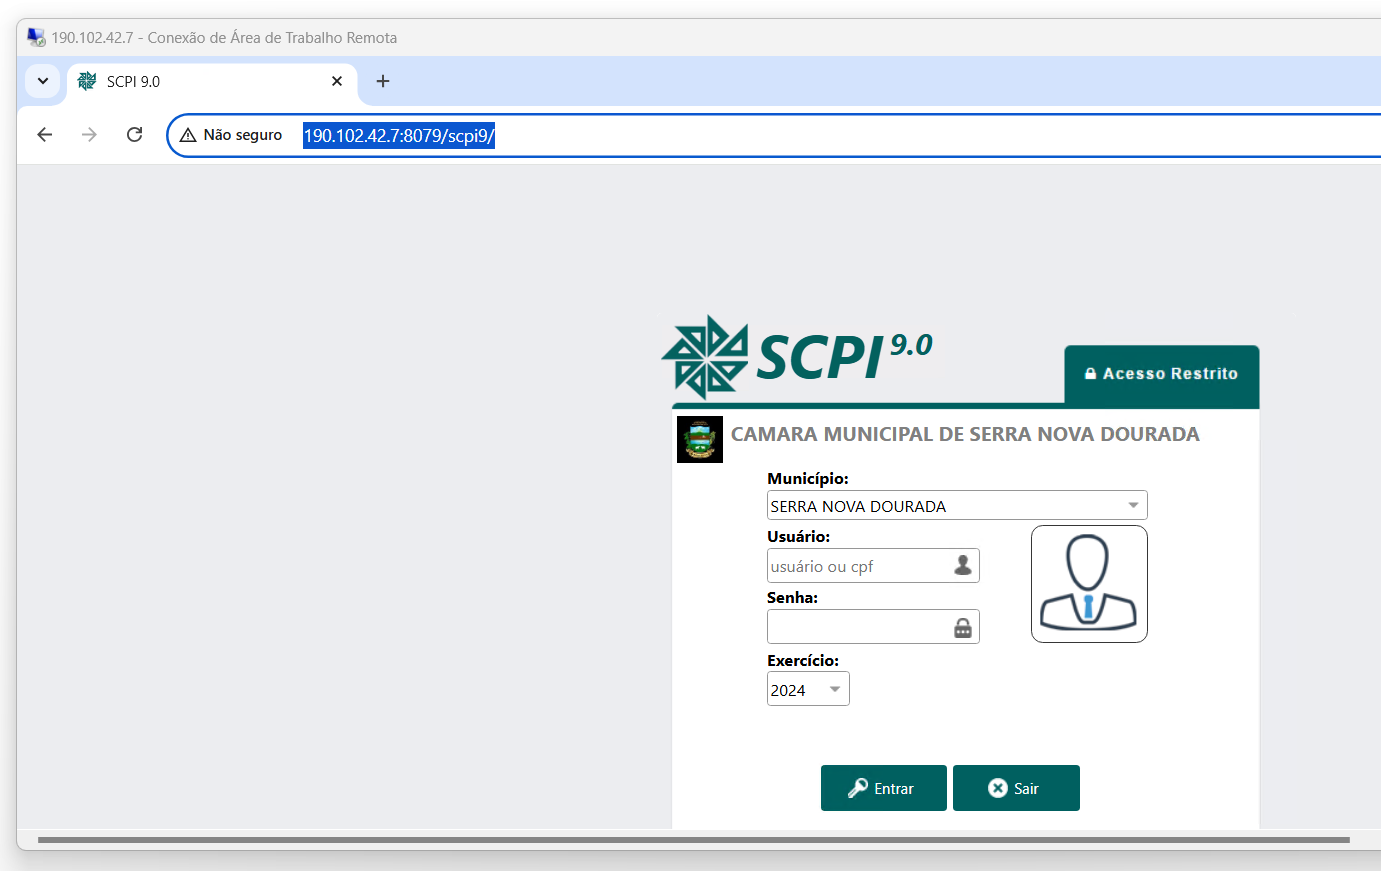 190.102.42.7 - Conexão de Área de Trabalho Remota
SCPI 9.0
Não seguro 190.102.42.7:8079/scpi9/
SCPI 9.0
Acesso Restrito
CAMARA MUNICIPAL DE SERRA NOVA DOURADA
Município:
SERRA NOVA DOURADA
Usuário:
usuário ou cpf
Senha:
Exercício:
2024
Entrar
Sair